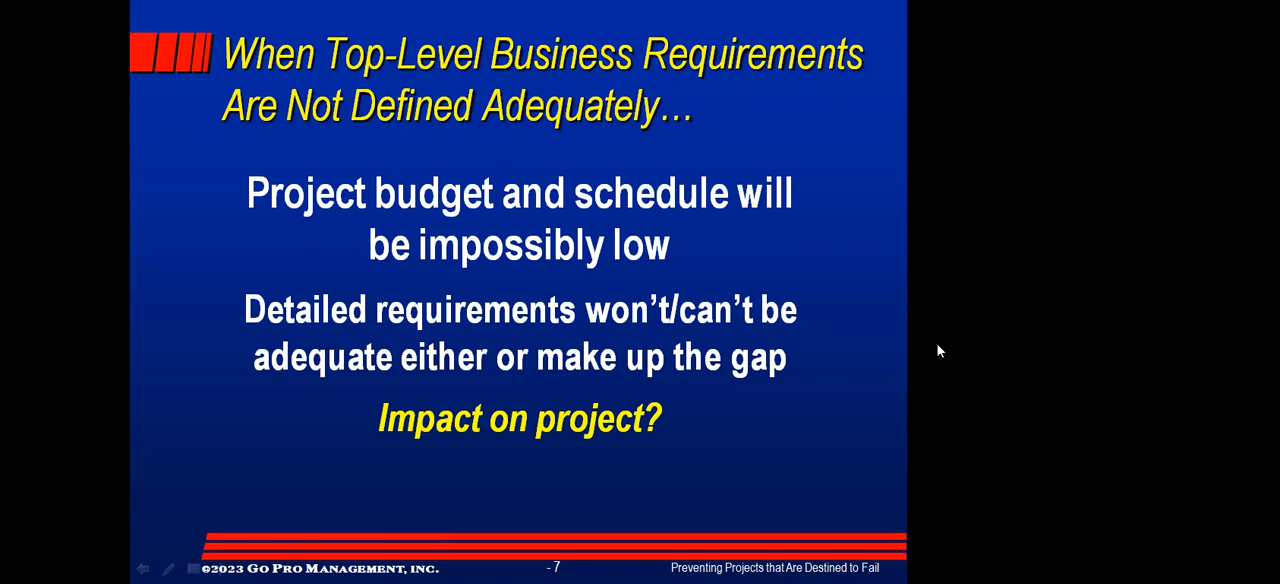 When Top-Level Business Requirements
Are Not Defined Adequately...
Project budget and schedule will
be impossibly low
Detailed requirements won't/can't be
adequate either or make up the gap
Impact on project?
©2023 GO PRO MANAGEMENT, INC.
- 7
Preventing Projects that Are Destined to Fail